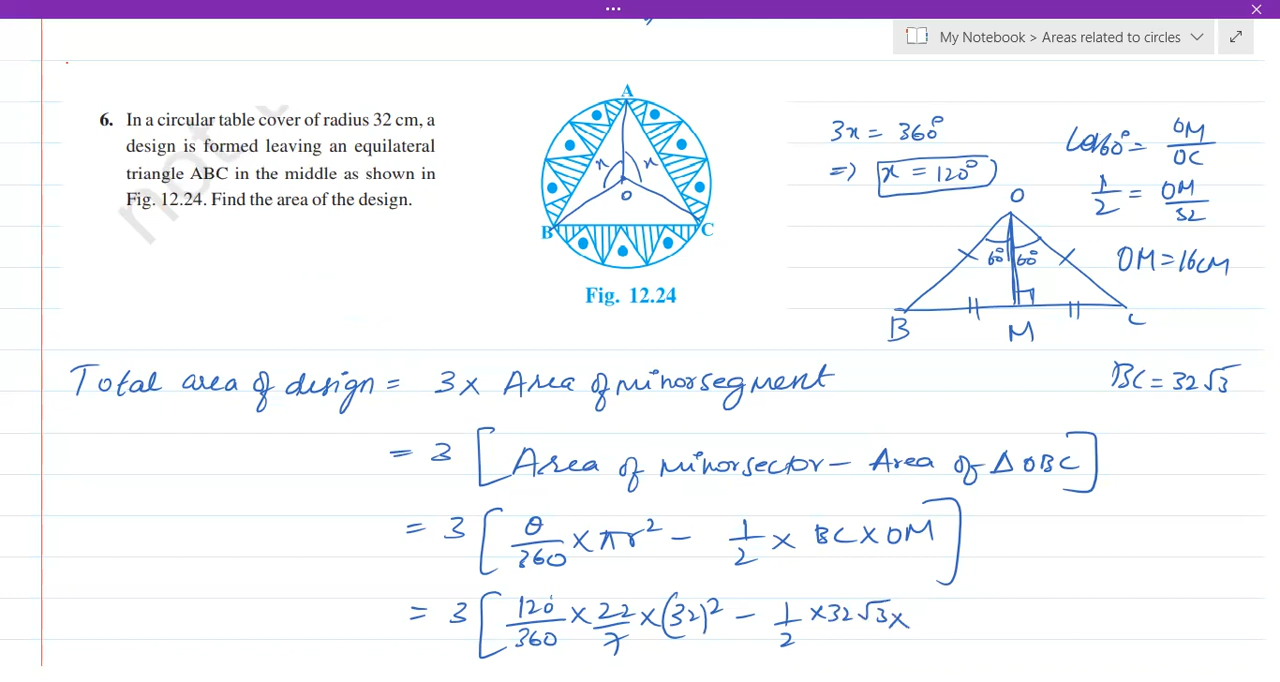 My Notebook > Areas related to circles
6. In a circular table cover of radius 32 cm, a
design is formed leaving an equilateral
triangle ABC in the middle as shown in
Fig. 12.24. Find the area of the design.
not
A
x x
O
B C
Fig. 12.24
3x = 360°
=> x = 120°
Cos60° = OM/OC
1/2 = OM/32
OM = 16cm
O
60° 60°
B M C
BC = 32√3
Total area of design = 3 × Area of minor segment
= 3 [Area of minor sector - Area of Δ OBC]
= 3 [θ/360 × πr² - 1/2 × BC × OM]
= 3 [120/360 × 22/7 × (32)² - 1/2 × 32√3 ×